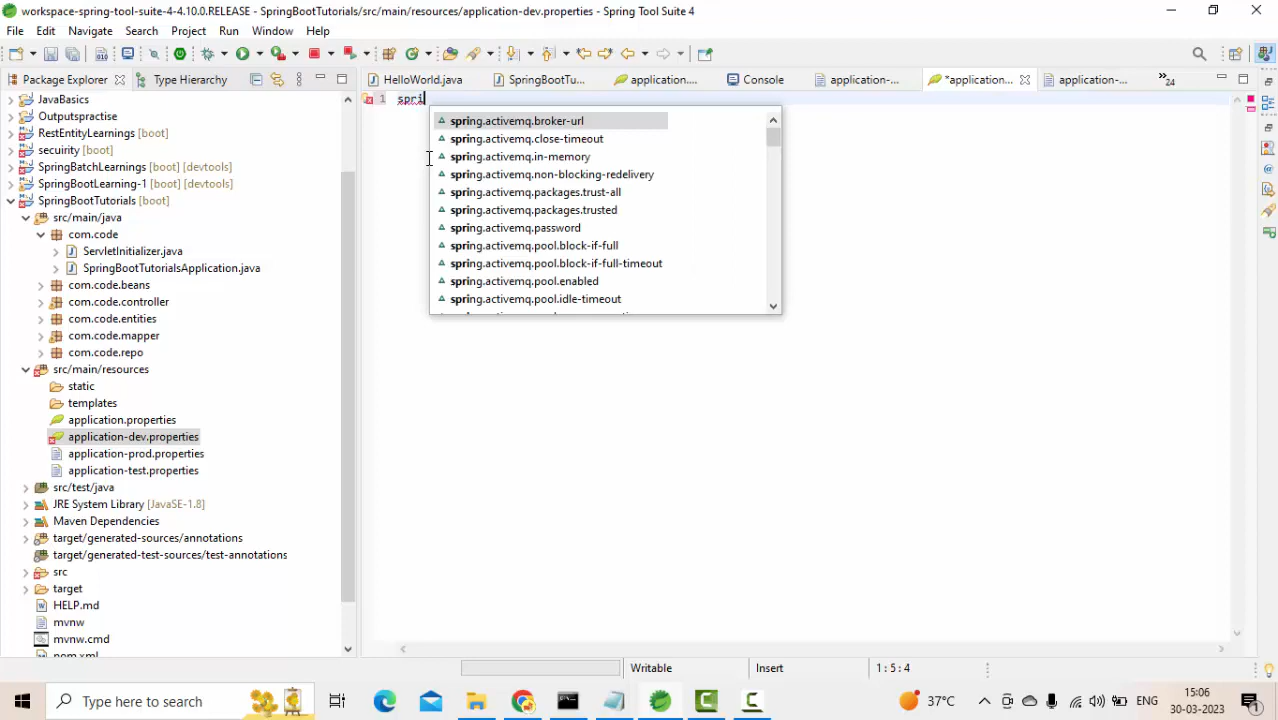 workspace-spring-tool-suite-4-4.10.0.RELEASE - SpringBootTutorials/src/main/resources/application-dev.properties - Spring Tool Suite 4
File Edit Navigate Search Project Run Window Help
Package Explorer Type Hierarchy
HelloWorld.java SpringBootTu... application.... Console application-... *application... application-... 24
JavaBasics
Outputspractise
RestEntityLearnings [boot]
secuirity [boot]
SpringBatchLearnings [boot] [devtools]
SpringBootLearning-1 [boot] [devtools]
SpringBootTutorials [boot]
src/main/java
com.code
ServletInitializer.java
SpringBootTutorialsApplication.java
com.code.beans
com.code.controller
com.code.entities
com.code.mapper
com.code.repo
src/main/resources
static
templates
application.properties
application-dev.properties
application-prod.properties
application-test.properties
src/test/java
JRE System Library [JavaSE-1.8]
Maven Dependencies
target/generated-sources/annotations
target/generated-test-sources/test-annotations
src
target
HELP.md
mvnw
mvnw.cmd
pom.xml
1 spri
spring.activemq.broker-url
spring.activemq.close-timeout
spring.activemq.in-memory
spring.activemq.non-blocking-redelivery
spring.activemq.packages.trust-all
spring.activemq.packages.trusted
spring.activemq.password
spring.activemq.pool.block-if-full
spring.activemq.pool.block-if-full-timeout
spring.activemq.pool.enabled
spring.activemq.pool.idle-timeout
Writable Insert 1 : 5 : 4
Type here to search
37°C ENG
15:06
30-03-2023